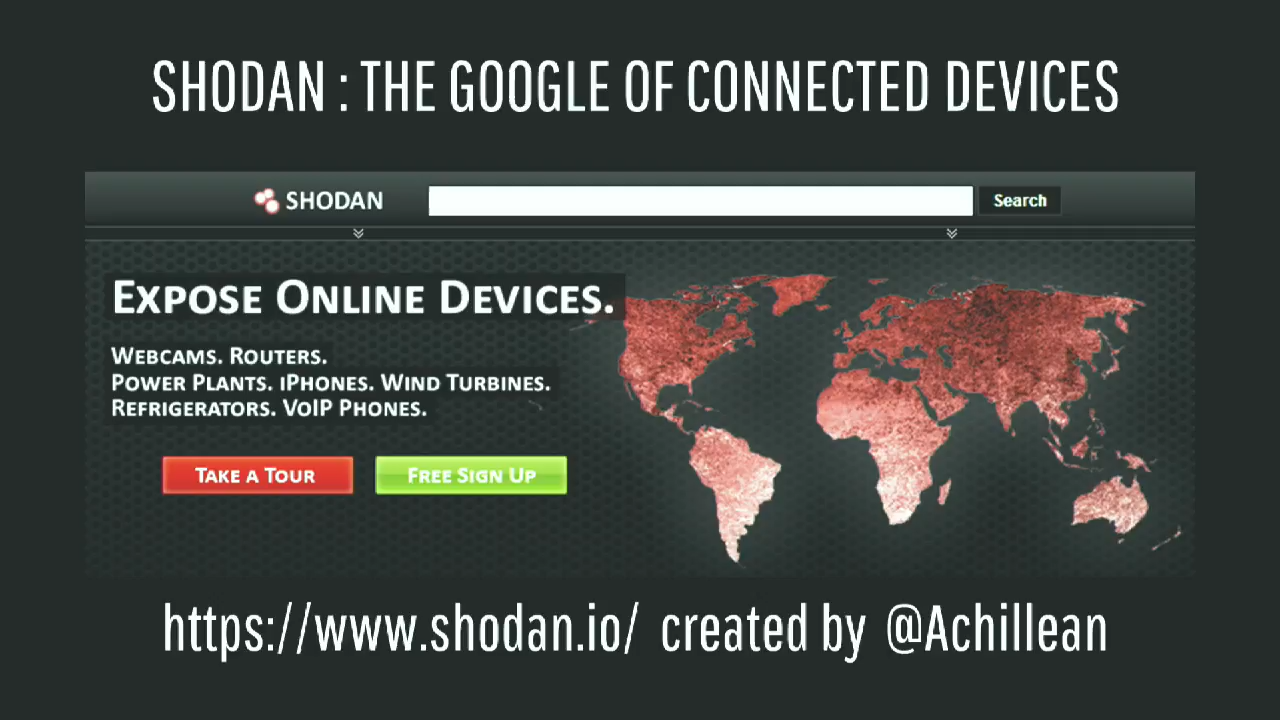 SHODAN : THE GOOGLE OF CONNECTED DEVICES
SHODAN
Search
EXPOSE ONLINE DEVICES.
WEBCAMS. ROUTERS.
POWER PLANTS. IPHONES. WIND TURBINES.
REFRIGERATORS. VOIP PHONES.
TAKE A TOUR
FREE SIGN UP
https://www.shodan.io/ created by @Achillean